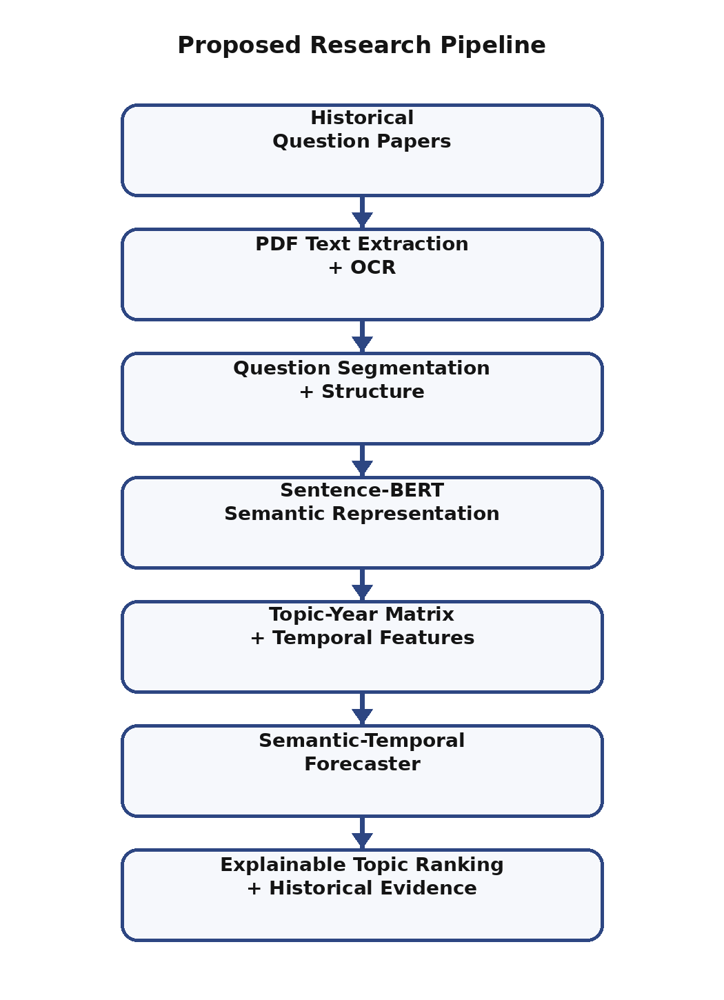 Proposed Research Pipeline
Historical
Question Papers
PDF Text Extraction
+ OCR
Question Segmentation
+ Structure
Sentence-BERT
Semantic Representation
Topic-Year Matrix
+ Temporal Features
Semantic-Temporal
Forecaster
Explainable Topic Ranking
+ Historical Evidence